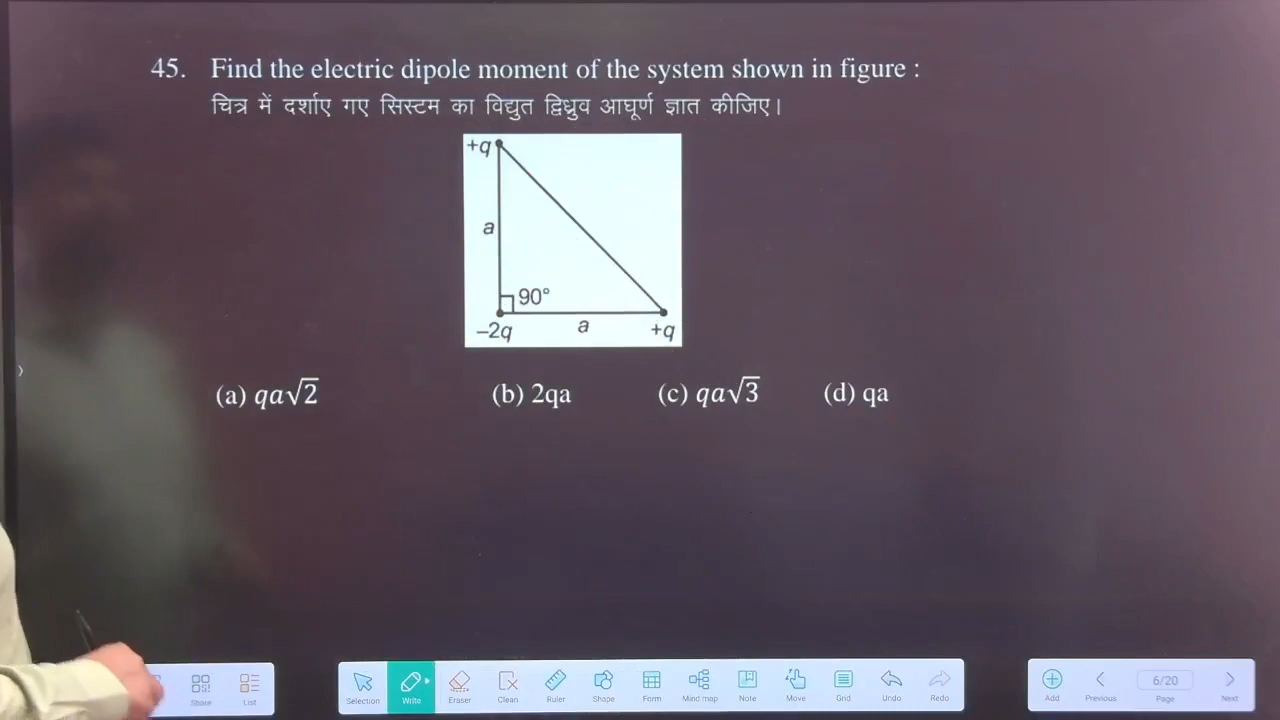 45. Find the electric dipole moment of the system shown in figure :
चित्र में दर्शाए गए सिस्टम का विद्युत द्विध्रुव आघूर्ण ज्ञात कीजिए।
+q
a
90°
−2q a +q
(a) qa√2 (b) 2qa (c) qa√3 (d) qa
Share List
Selection Write Eraser Clean Ruler Shape Form Mind map Note Move Grid Undo Redo
6/20
Add Previous Page Next